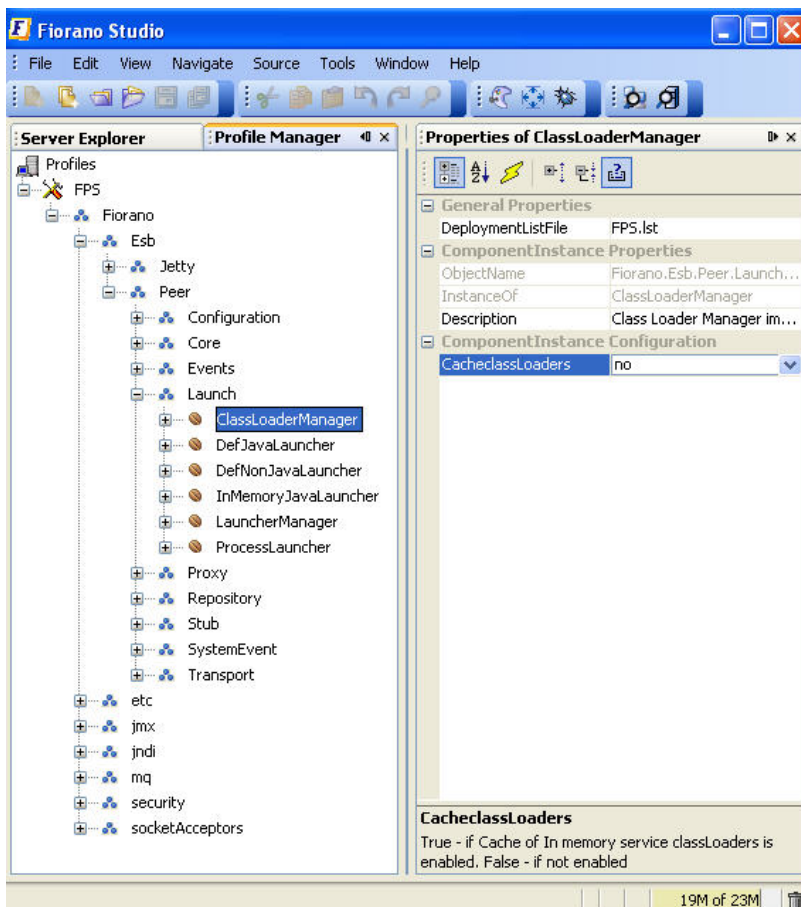 Fiorano Studio
File Edit View Navigate Source Tools Window Help
Server Explorer
Profile Manager
Profiles
FPS
Fiorano
Esb
Jetty
Peer
Configuration
Core
Events
Launch
ClassLoaderManager
DefJavaLauncher
DefNonJavaLauncher
InMemoryJavaLauncher
LauncherManager
ProcessLauncher
Proxy
Repository
Stub
SystemEvent
Transport
etc
jmx
jndi
mq
security
socketAcceptors
Properties of ClassLoaderManager
General Properties
DeploymentListFile FPS.lst
ComponentInstance Properties
ObjectName Fiorano.Esb.Peer.Launch...
InstanceOf ClassLoaderManager
Description Class Loader Manager im...
ComponentInstance Configuration
CacheclassLoaders no
CacheclassLoaders
True - if Cache of In memory service classLoaders is
enabled. False - if not enabled
19M of 23M